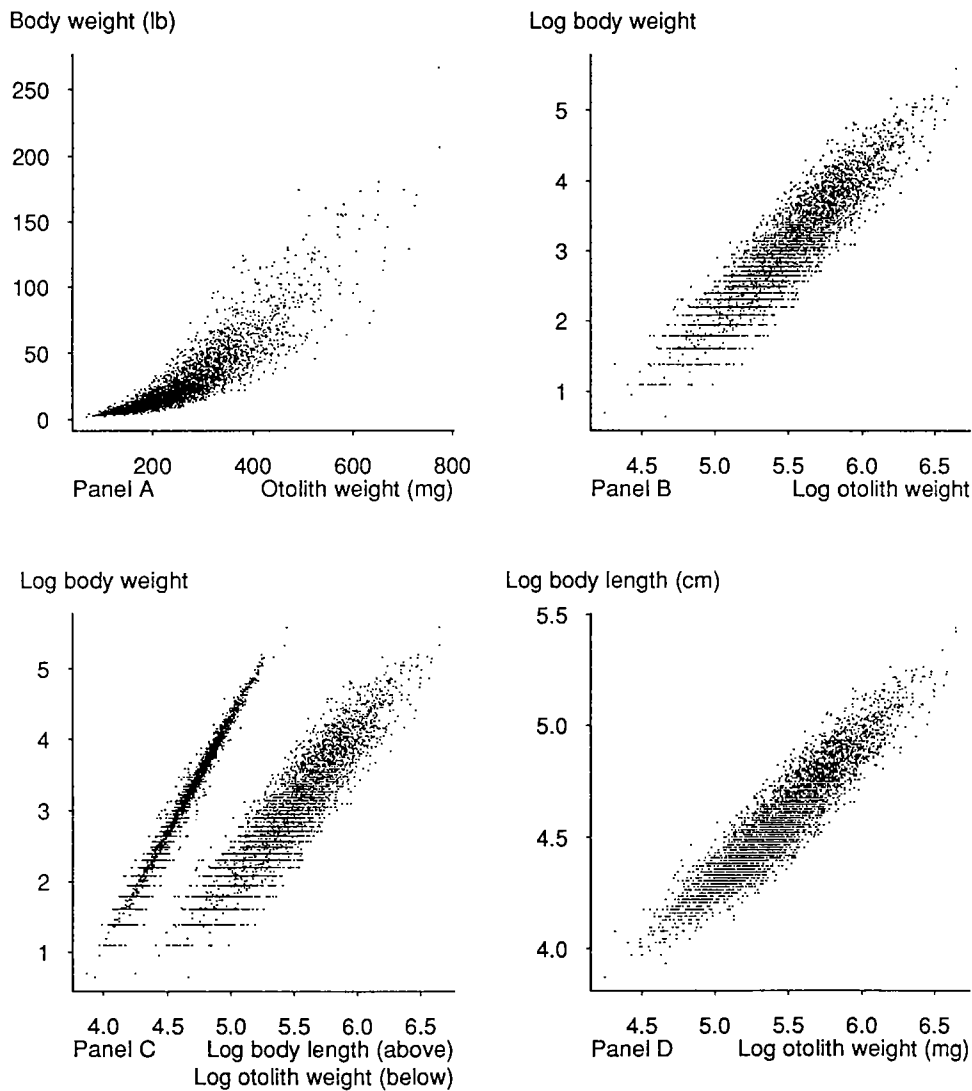 Body weight (lb)
250
200
150
100
50
0
200 400 600 800
Panel A Otolith weight (mg)
Log body weight
5
4
3
2
1
4.5 5.0 5.5 6.0 6.5
Panel B Log otolith weight
Log body weight
5
4
3
2
1
4.0 4.5 5.0 5.5 6.0 6.5
Panel C Log body length (above)
Log otolith weight (below)
Log body length (cm)
5.5
5.0
4.5
4.0
4.5 5.0 5.5 6.0 6.5
Panel D Log otolith weight (mg)